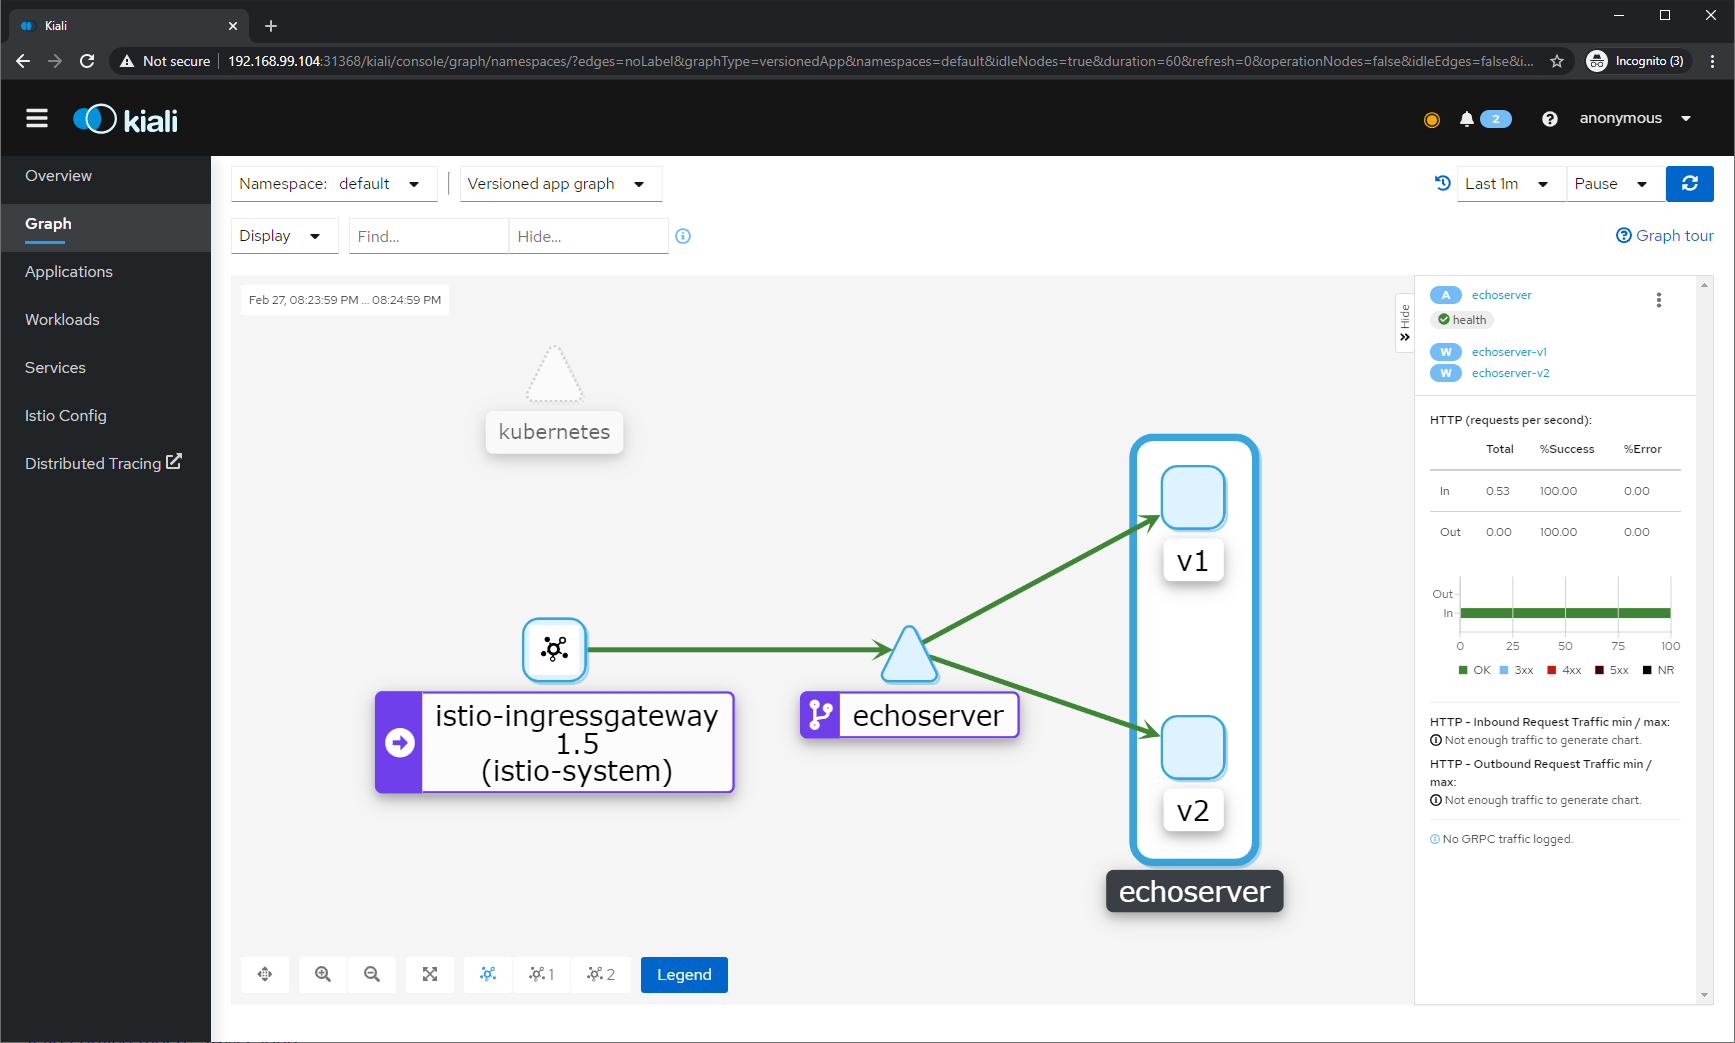 Kiali
Not secure
192.168.99.104:31368/kiali/console/graph/namespaces/?edges=noLabel&graphType=versionedApp&namespaces=default&idleNodes=true&duration=60&refresh=0&operationNodes=false&idleEdges=false&i...
Incognito (3)
kiali
2
anonymous
Overview
Graph
Applications
Workloads
Services
Istio Config
Distributed Tracing
Namespace: default
Versioned app graph
Last 1m
Pause
Display
Find...
Hide...
Graph tour
Feb 27, 08:23:59 PM ... 08:24:59 PM
kubernetes
v1
v2
echoserver
istio-ingressgateway
1.5
(istio-system)
echoserver
1
2
Legend
Hide
A echoserver
health
W echoserver-v1
W echoserver-v2
HTTP (requests per second):
Total %Success %Error
In 0.53 100.00 0.00
Out 0.00 100.00 0.00
Out
In
0 25 50 75 100
OK 3xx 4xx 5xx NR
HTTP - Inbound Request Traffic min / max:
Not enough traffic to generate chart.
HTTP - Outbound Request Traffic min /
max:
Not enough traffic to generate chart.
No GRPC traffic logged.